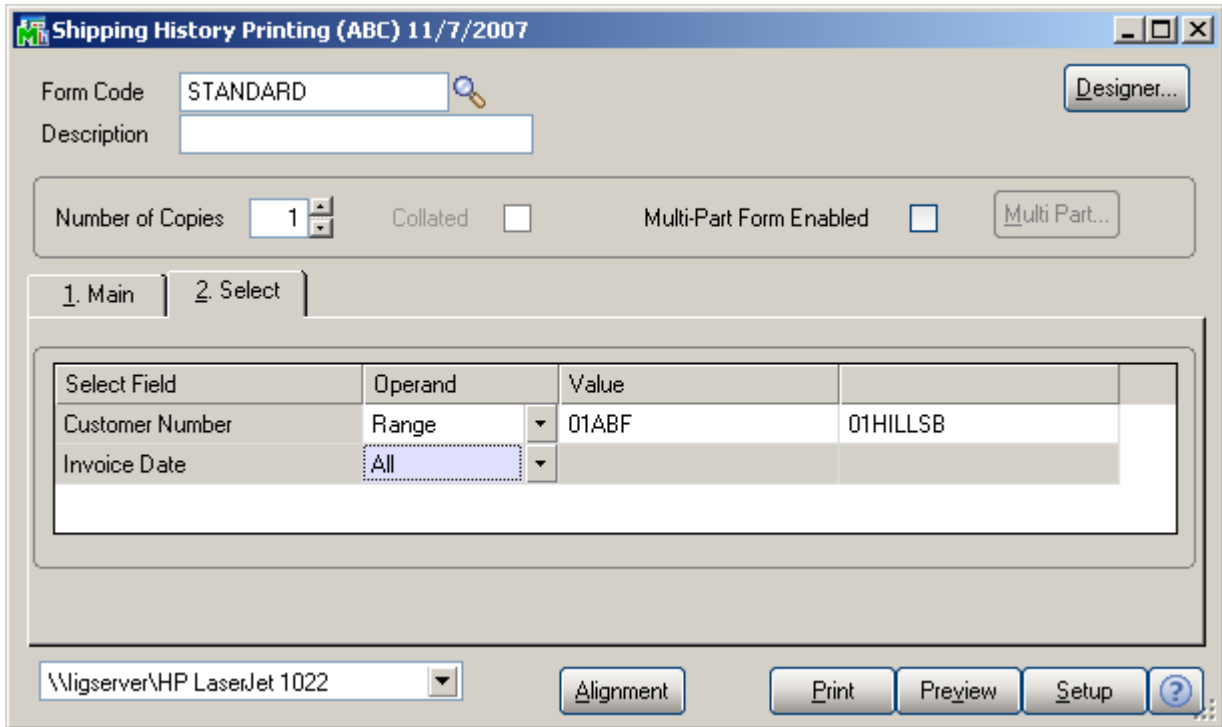 Shipping History Printing (ABC) 11/7/2007
Form Code STANDARD Designer...
Description
Number of Copies 1 Collated Multi-Part Form Enabled Multi Part...
1. Main 2. Select
Select Field Operand Value
Customer Number Range 01ABF 01HILLSB
Invoice Date All
\\ligserver\HP LaserJet 1022 Alignment Print Preview Setup ?